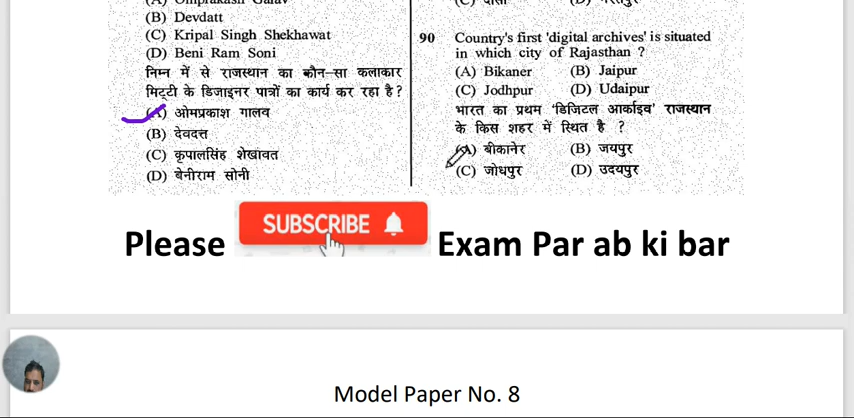 (A) Omprakash Galav
(B) Devdatt
(C) Kripal Singh Shekhawat
(D) Beni Ram Soni
निम्न में से राजस्थान का कौन-सा कलाकार
मिट्टी के डिजाइनर पात्रों का कार्य कर रहा है?
(A) ओमप्रकाश गालव
(B) देवदत्त
(C) कृपालसिंह शेखावत
(D) बेनीराम सोनी
90 Country's first 'digital archives' is situated
in which city of Rajasthan ?
(A) Bikaner (B) Jaipur
(C) Jodhpur (D) Udaipur
भारत का प्रथम 'डिजिटल आर्काइव' राजस्थान
के किस शहर में स्थित है ?
(A) बीकानेर (B) जयपुर
(C) जोधपुर (D) उदयपुर
Please SUBSCRIBE Exam Par ab ki bar
Model Paper No. 8